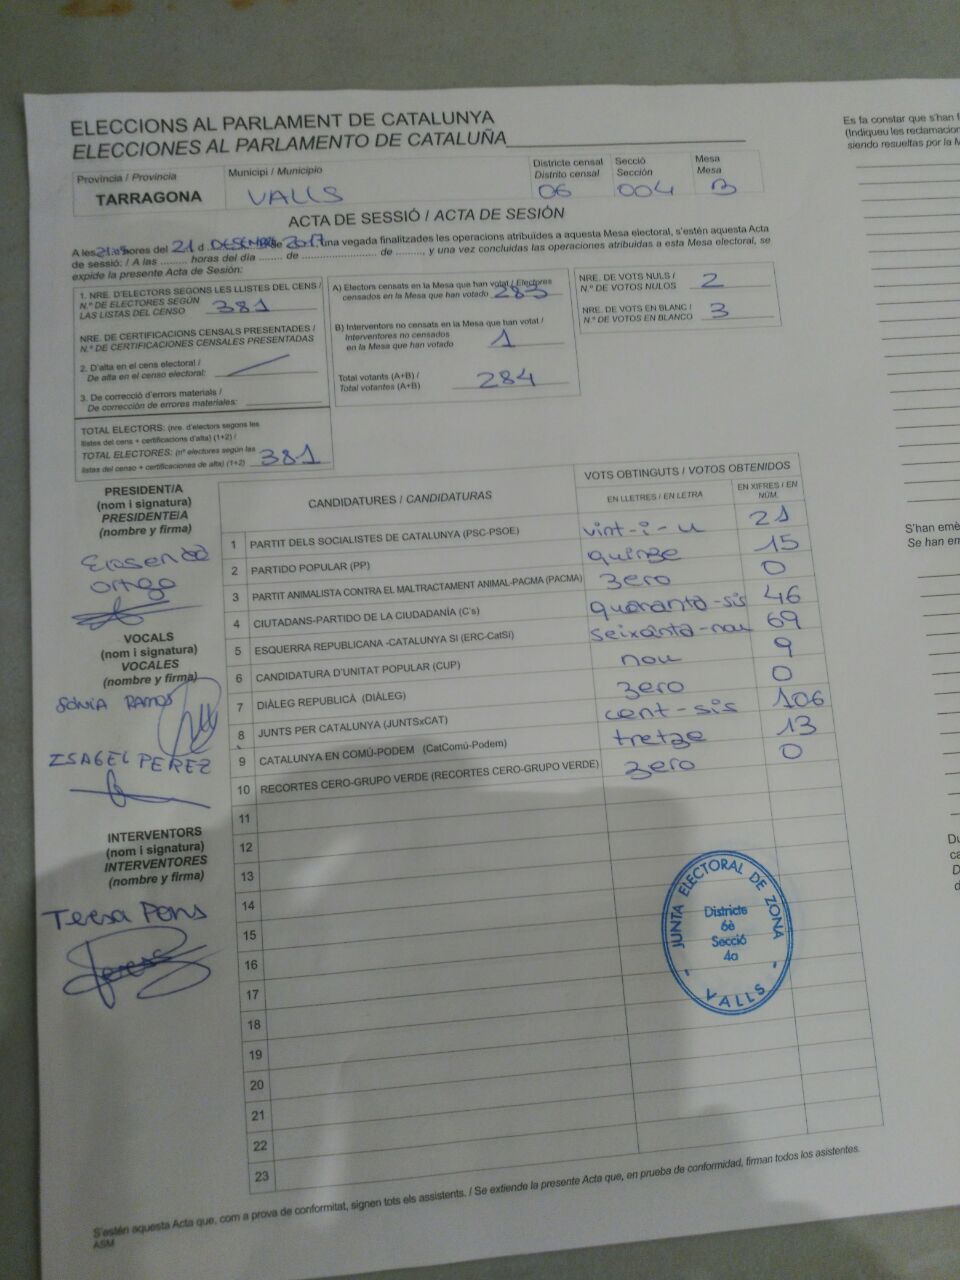 ELECCIONS AL PARLAMENT DE CATALUNYA
ELECCIONES AL PARLAMENTO DE CATALUÑA
Província / Provincia
TARRAGONA
Municipi / Municipio
VALLS
Districte censal
Distrito censal
06
Secció
Sección
004
Mesa
Mesa
B
ACTA DE SESSIÓ / ACTA DE SESIÓN
A les hores del 21 d DESEMBRE de 2017 una vegada finalitzades les operacions atribuïdes a aquesta Mesa electoral, s'estén aquesta Acta
de sessió: / A las ......... horas del día ....... de ........................ de ........, y una vez concluidas las operaciones atribuidas a esta Mesa electoral, se
expide la presente Acta de Sesión:
1. NRE. D'ELECTORS SEGONS LES LLISTES DEL CENS /
N.º DE ELECTORES SEGÚN
LAS LISTAS DEL CENSO 381
NRE. DE CERTIFICACIONS CENSALS PRESENTADES /
N.º DE CERTIFICACIONES CENSALES PRESENTADAS
2. D'alta en el cens electoral /
De alta en el censo electoral:
3. De correcció d'errors materials /
De corrección de errores materiales:
TOTAL ELECTORS: (nre. d'electors segons les
llistes del cens + certificacions d'alta) (1+2) /
TOTAL ELECTORES: (nº electores según las
listas del censo + certificaciones de alta) (1+2) 381
A) Electors censats en la Mesa que han votat / Electores
censados en la Mesa que han votado 283
B) Interventors no censats en la Mesa que han votat /
Interventores no censados
en la Mesa que han votado 1
Total votants (A+B) /
Total votantes (A+B) 284
NRE. DE VOTS NULS /
N.º DE VOTOS NULOS 2
NRE. DE VOTS EN BLANC /
N.º DE VOTOS EN BLANCO 3
PRESIDENT/A
(nom i signatura)
PRESIDENTE/A
(nombre y firma)
VOCALS
(nom i signatura)
VOCALES
(nombre y firma)
SÒNIA RAMOS
ISABEL PEREZ
INTERVENTORS
(nom i signatura)
INTERVENTORES
(nombre y firma)
Teresa Pons
CANDIDATURES / CANDIDATURAS
VOTS OBTINGUTS / VOTOS OBTENIDOS
EN LLETRES / EN LETRA
EN XIFRES / EN NÚM.
1 PARTIT DELS SOCIALISTES DE CATALUNYA (PSC-PSOE) vint-i-u 21
2 PARTIDO POPULAR (PP) quinze 15
3 PARTIT ANIMALISTA CONTRA EL MALTRACTAMENT ANIMAL-PACMA (PACMA) zero 0
4 CIUTADANS-PARTIDO DE LA CIUDADANÍA (C's) quaranta-sis 46
5 ESQUERRA REPUBLICANA -CATALUNYA SI (ERC-CatSí) seixanta-nou 69
6 CANDIDATURA D'UNITAT POPULAR (CUP) nou 9
7 DIÀLEG REPUBLICÀ (DIÀLEG) zero 0
8 JUNTS PER CATALUNYA (JUNTSxCAT) cent-sis 106
9 CATALUNYA EN COMÚ-PODEM (CatComú-Podem) tretze 13
10 RECORTES CERO-GRUPO VERDE (RECORTES CERO-GRUPO VERDE) zero 0
11
12
13
14
15
16
17
18
19
20
21
22
23
JUNTA ELECTORAL DE ZONA
Districte
6è
Secció
4a
- VALLS -
S'estén aquesta Acta que, com a prova de conformitat, signen tots els assistents. / Se extiende la presente Acta que, en prueba de conformidad, firman todos los asistentes.
ASM
Es fa constar que s'han
(Indiqueu les
siendo resueltas por la
S'han
Se han